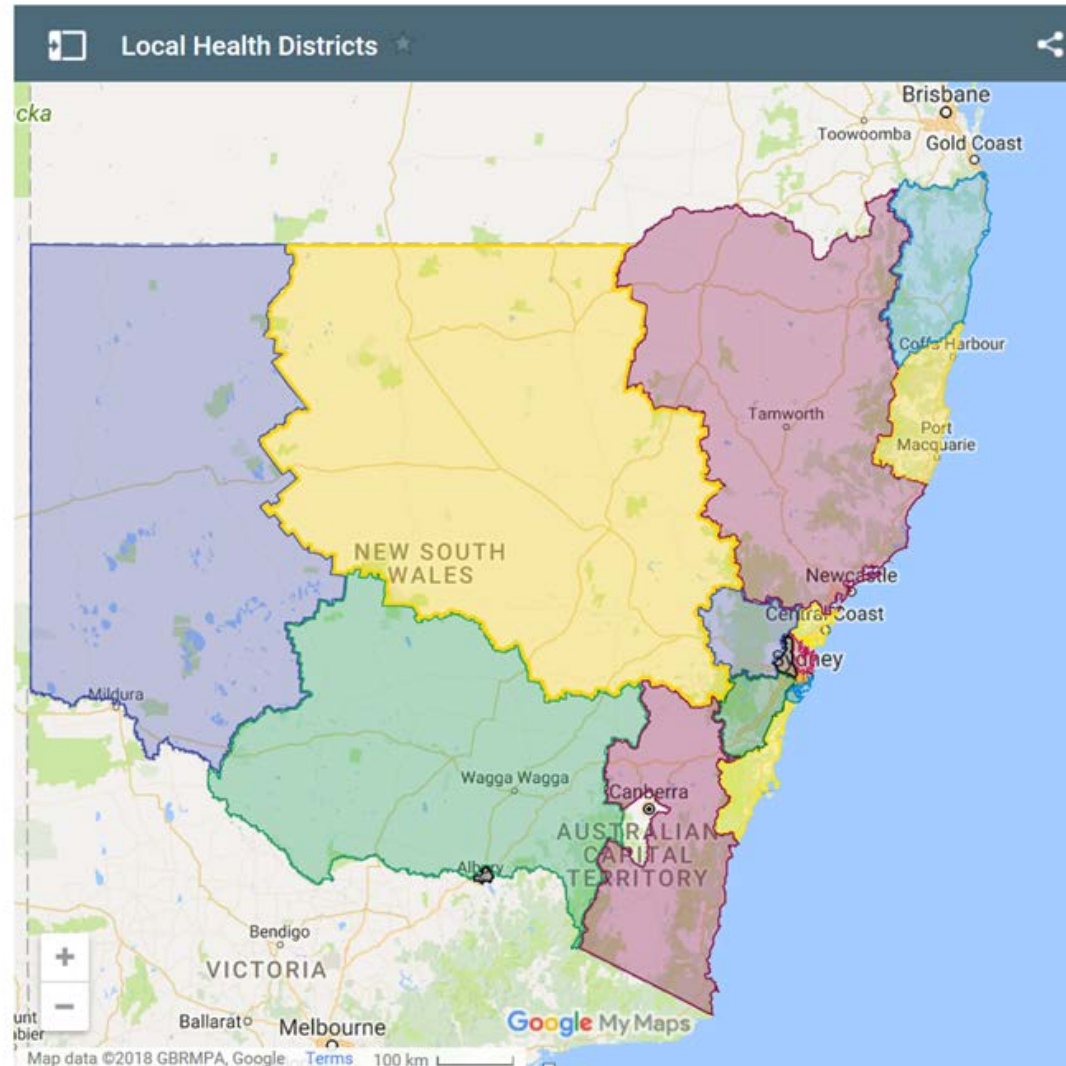 Local Health Districts
cka
Brisbane
Toowoomba
Gold Coast
Coffs Harbour
Tamworth
Port
Macquarie
NEW SOUTH
WALES
Newcastle
Central Coast
Sydney
Mildura
Wagga Wagga
Canberra
AUSTRALIAN
CAPITAL
TERRITORY
Albury
Bendigo
VICTORIA
+
−
unt
bier
Ballarat
Melbourne
Google My Maps
Map data ©2018 GBRMPA, Google Terms 100 km